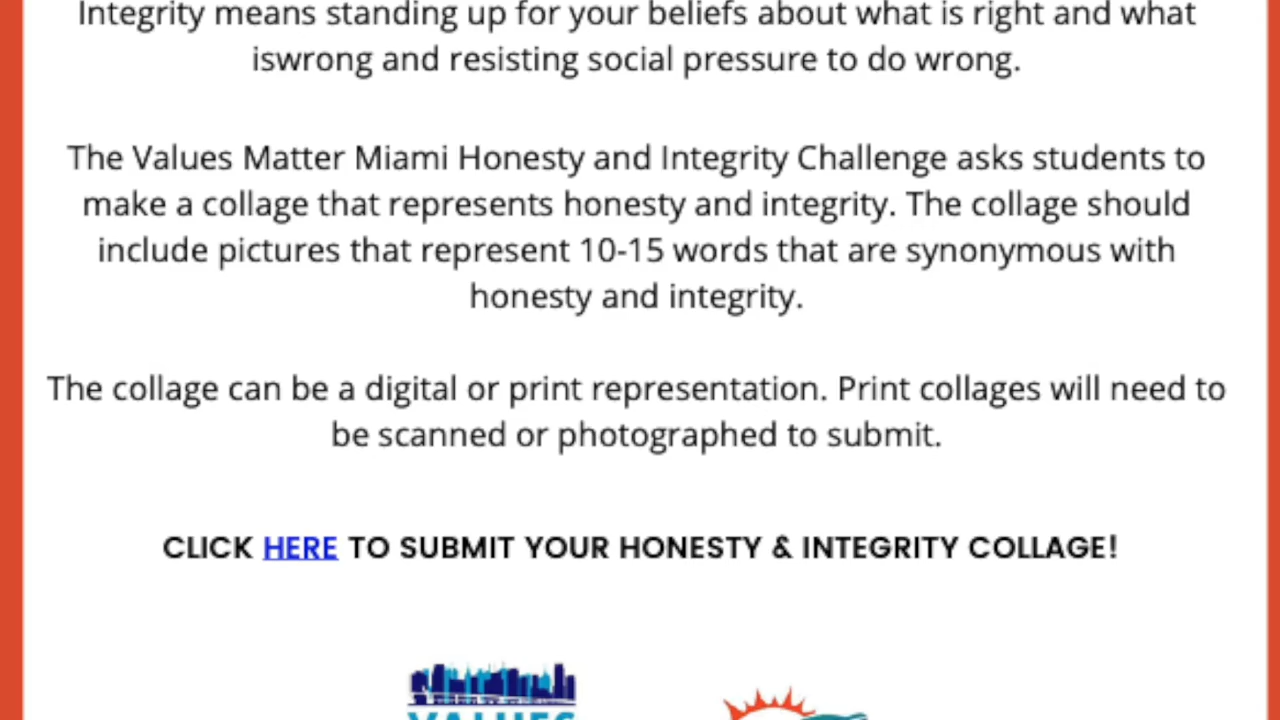 Integrity means standing up for your beliefs about what is right and what
iswrong and resisting social pressure to do wrong.
The Values Matter Miami Honesty and Integrity Challenge asks students to
make a collage that represents honesty and integrity. The collage should
include pictures that represent 10-15 words that are synonymous with
honesty and integrity.
The collage can be a digital or print representation. Print collages will need to
be scanned or photographed to submit.
CLICK HERE TO SUBMIT YOUR HONESTY & INTEGRITY COLLAGE!
VALUES